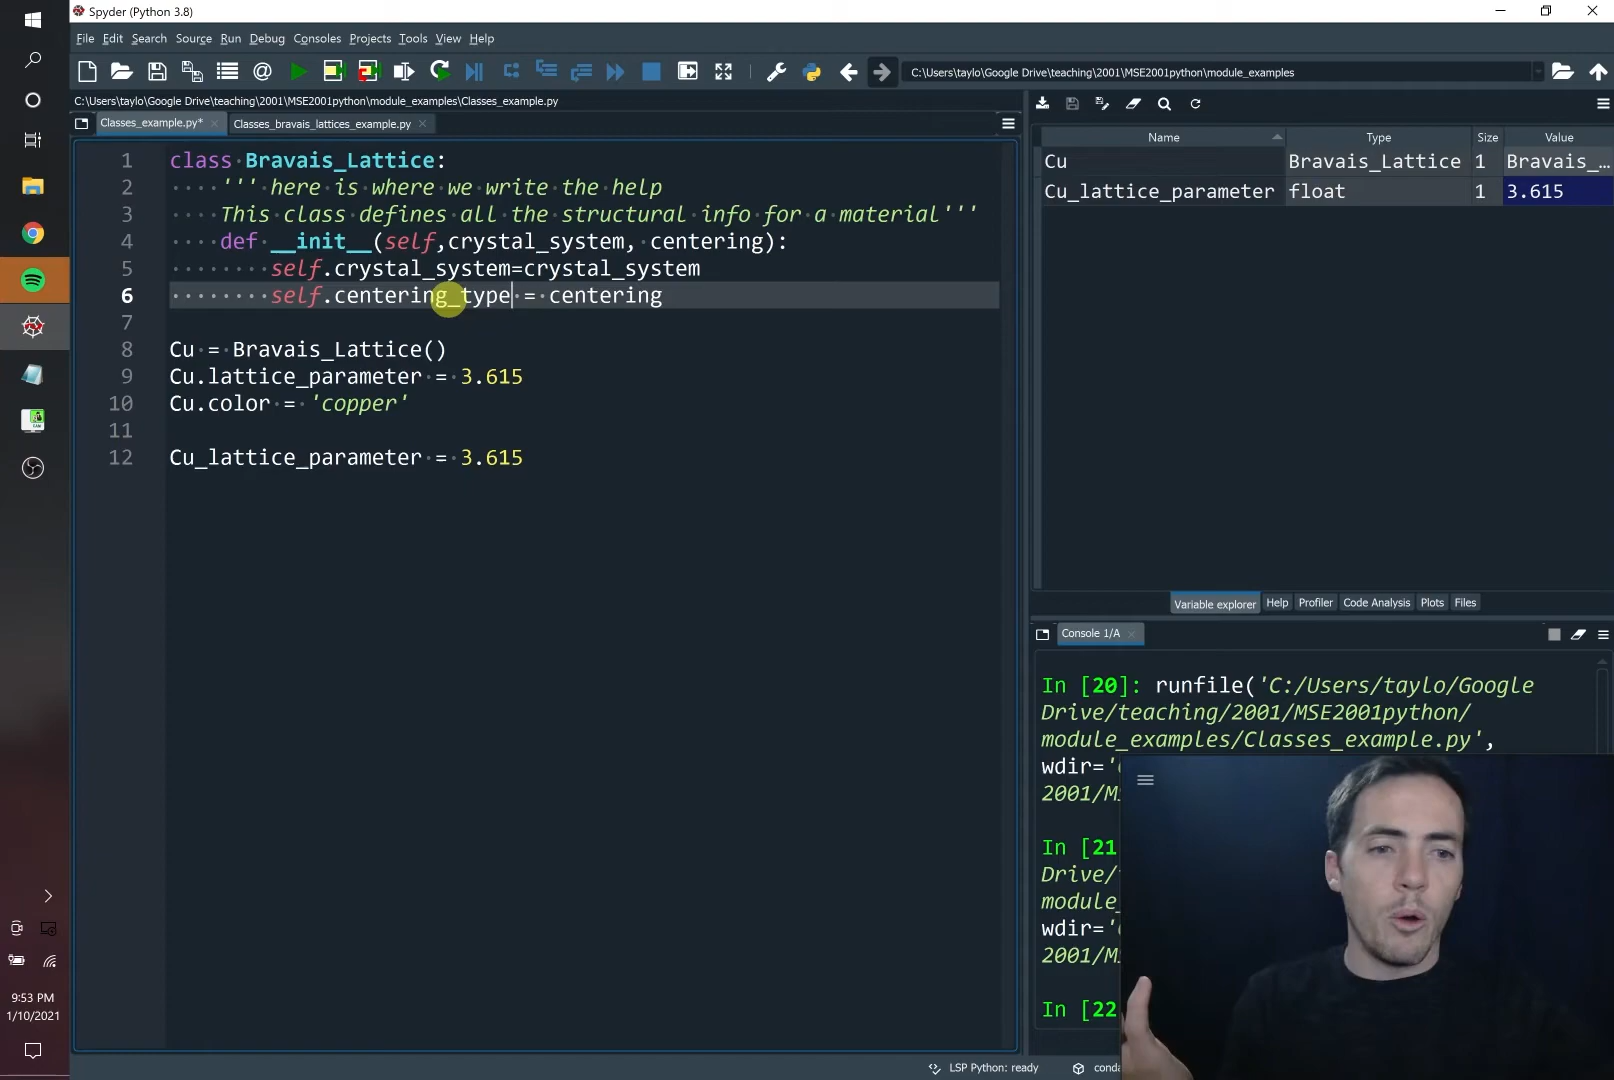 Spyder (Python 3.8)
File Edit Search Source Run Debug Consoles Projects Tools View Help
C:\Users\taylo\Google Drive\teaching\2001\MSE2001python\module_examples
C:\Users\taylo\Google Drive\teaching\2001\MSE2001python\module_examples\Classes_example.py
Classes_example.py*
Classes_bravais_lattices_example.py
1 class Bravais_Lattice:
2 ''' here is where we write the help
3 This class defines all the structural info for a material'''
4 def __init__(self,crystal_system, centering):
5 self.crystal_system=crystal_system
6 self.centering_type = centering
7
8 Cu = Bravais_Lattice()
9 Cu.lattice_parameter = 3.615
10 Cu.color = 'copper'
11
12 Cu_lattice_parameter = 3.615
Name Type Size Value
Cu Bravais_Lattice 1 Bravais_...
Cu_lattice_parameter float 1 3.615
Variable explorer Help Profiler Code Analysis Plots Files
Console 1/A
In [20]: runfile('C:/Users/taylo/Google
Drive/teaching/2001/MSE2001python/
module_examples/Classes_example.py',
wdir='
2001/M
In [21
Drive/
module_
wdir='
2001/M
In [22
9:53 PM
1/10/2021
LSP Python: ready
conda